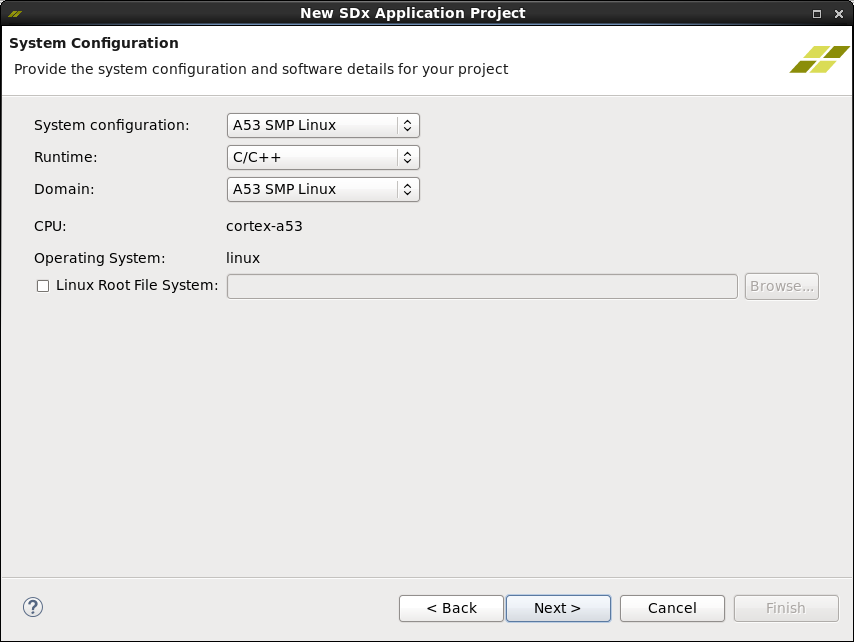 New SDx Application Project
System Configuration
Provide the system configuration and software details for your project
System configuration: A53 SMP Linux
Runtime: C/C++
Domain: A53 SMP Linux
CPU: cortex-a53
Operating System: linux
Linux Root File System: Browse...
? < Back Next > Cancel Finish